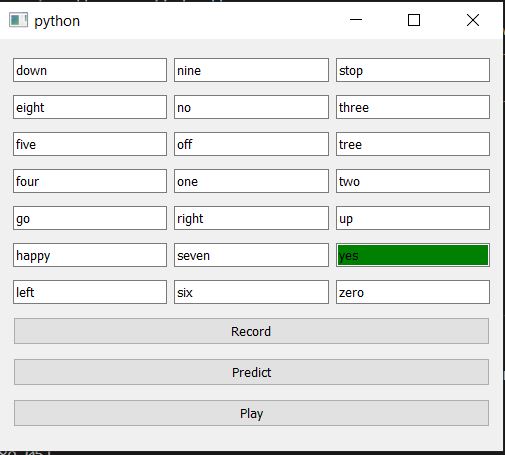 python
down nine stop
eight no three
five off tree
four one two
go right up
happy seven yes
left six zero
Record
Predict
Play